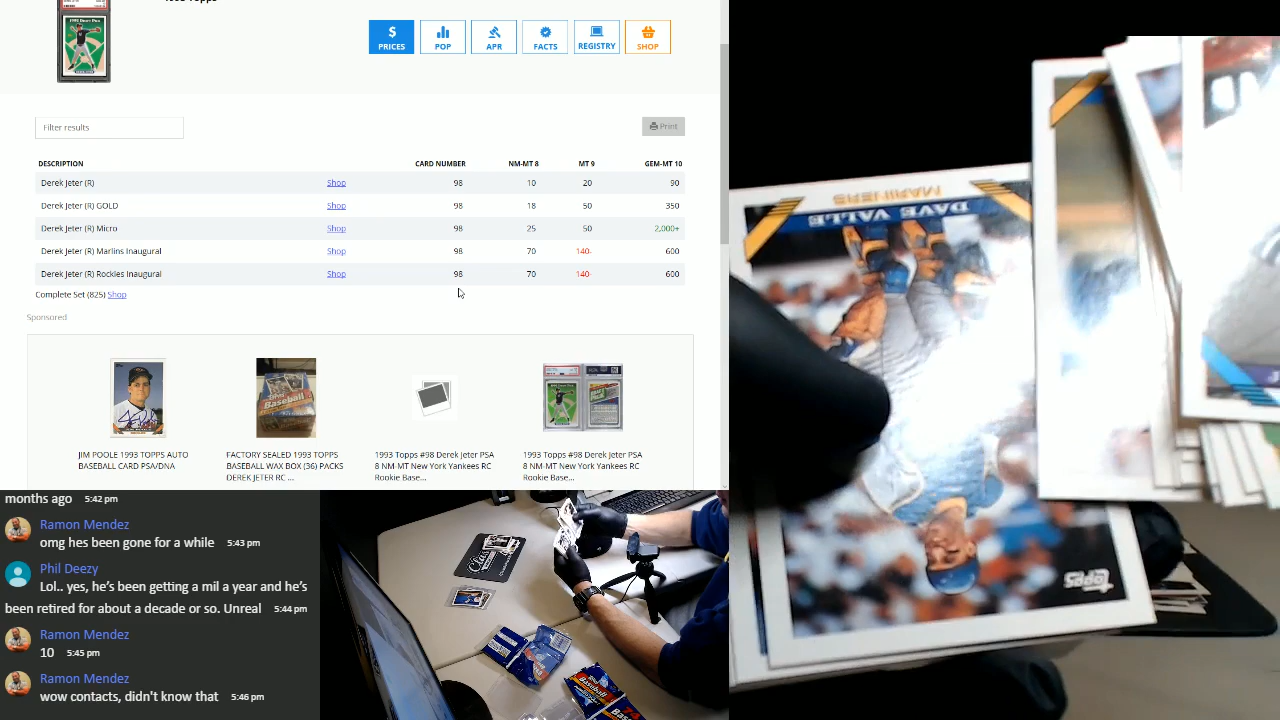 PRICES
POP
APR
FACTS
REGISTRY
SHOP
Filter results
Print
DESCRIPTION CARD NUMBER NM-MT 8 MT 9 GEM-MT 10
Derek Jeter (R) Shop 98 10 20 90
Derek Jeter (R) GOLD Shop 98 18 50 350
Derek Jeter (R) Micro Shop 98 25 50 2,000+
Derek Jeter (R) Marlins Inaugural Shop 98 70 140- 600
Derek Jeter (R) Rockies Inaugural Shop 98 70 140- 600
Complete Set (825) Shop
Sponsored
JIM POOLE 1993 TOPPS AUTO
BASEBALL CARD PSA/DNA
FACTORY SEALED 1993 TOPPS
BASEBALL WAX BOX (36) PACKS
DEREK JETER RC ...
1993 Topps #98 Derek Jeter PSA
8 NM-MT New York Yankees RC
Rookie Base...
1993 Topps #98 Derek Jeter PSA
8 NM-MT New York Yankees RC
Rookie Base...
months ago 5:42 pm
Ramon Mendez
omg hes been gone for a while 5:43 pm
Phil Deezy
Lol.. yes, he's been getting a mil a year and he's
been retired for about a decade or so. Unreal 5:44 pm
Ramon Mendez
10 5:45 pm
Ramon Mendez
wow contacts, didn't know that 5:46 pm
MARINERS
DAVE VALLE
Topps
Baseball